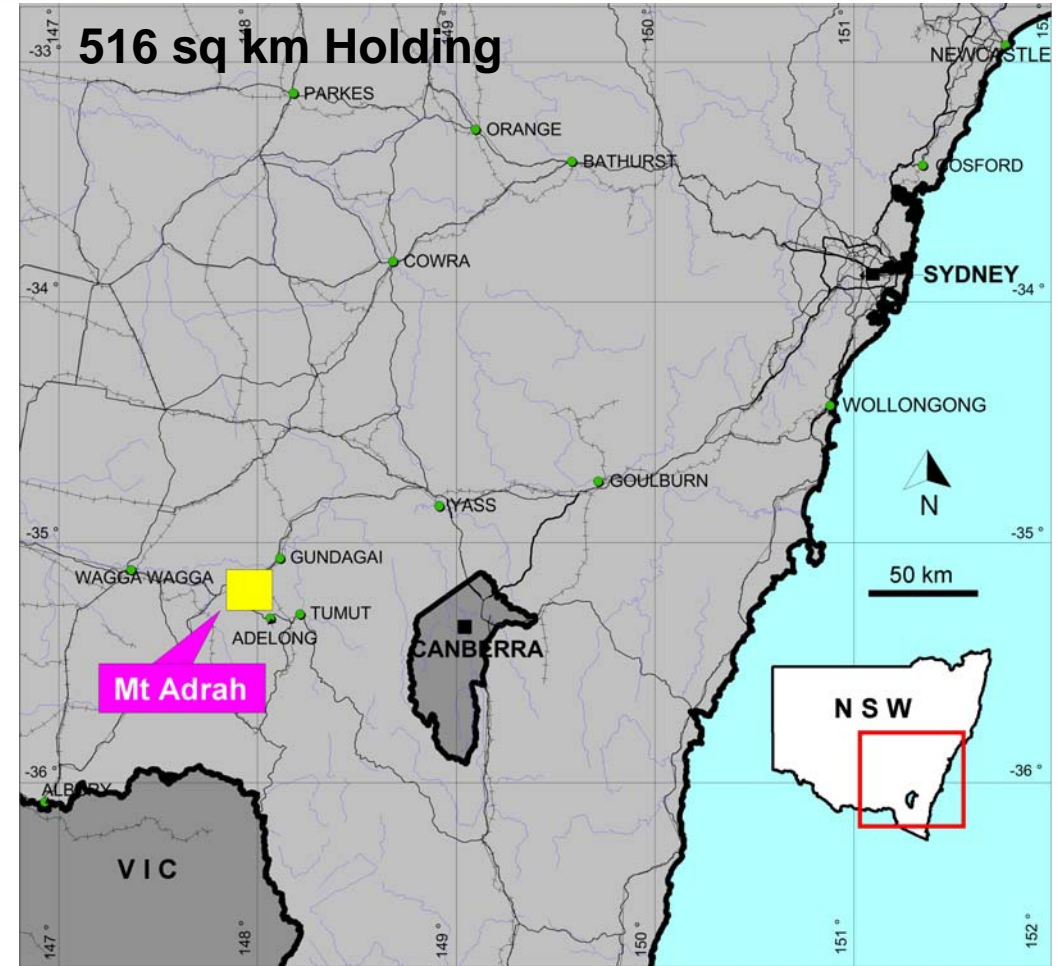 147°
148°
149°
150°
151°
152°
516 sq km Holding
-33°
NEWCASTLE
PARKES
ORANGE
BATHURST
GOSFORD
COWRA
SYDNEY
-34°
-34°
WOLLONGONG
GOULBURN
YASS
N
-35°
-35°
GUNDAGAI
WAGGA WAGGA
50 km
TUMUT
ADELONG
CANBERRA
Mt Adrah
N S W
-36°
-36°
ALBURY
V I C
147°
148°
149°
150°
151°
152°